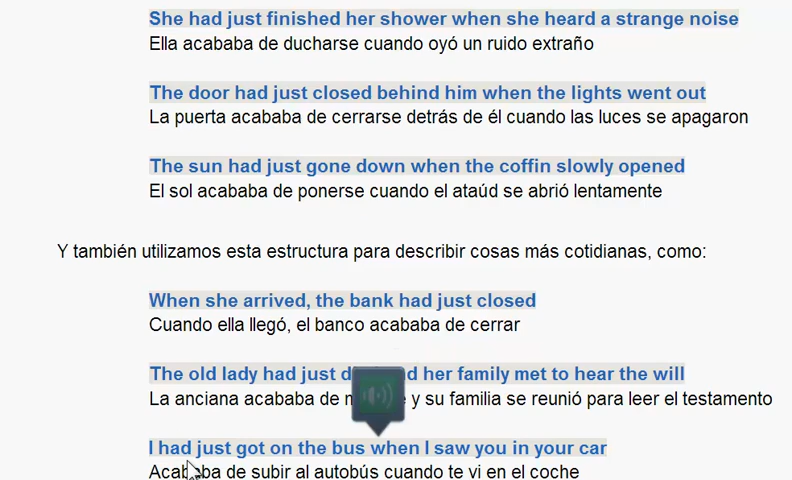 She had just finished her shower when she heard a strange noise
Ella acababa de ducharse cuando oyó un ruido extraño
The door had just closed behind him when the lights went out
La puerta acababa de cerrarse detrás de él cuando las luces se apagaron
The sun had just gone down when the coffin slowly opened
El sol acababa de ponerse cuando el ataúd se abrió lentamente
Y también utilizamos esta estructura para describir cosas más cotidianas, como:
When she arrived, the bank had just closed
Cuando ella llegó, el banco acababa de cerrar
The old lady had just her family met to hear the will
La anciana acababa de y su familia se reunió para leer el testamento
I had just got on the bus when I saw you in your car
Acababa de subir al autobús cuando te vi en el coche